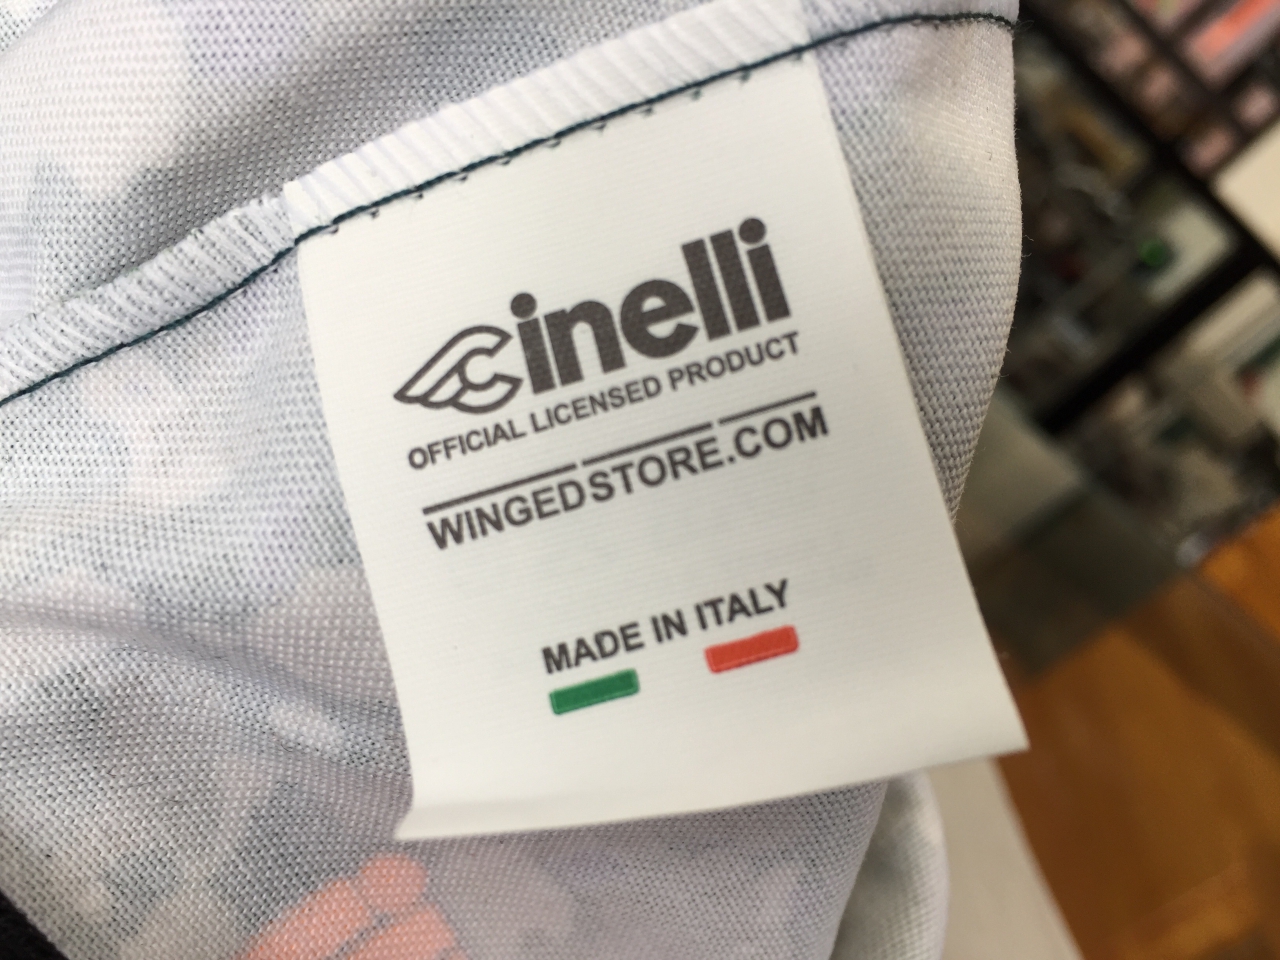 Cinelli
OFFICIAL LICENSED PRODUCT
WINGEDSTORE.COM
MADE IN ITALY